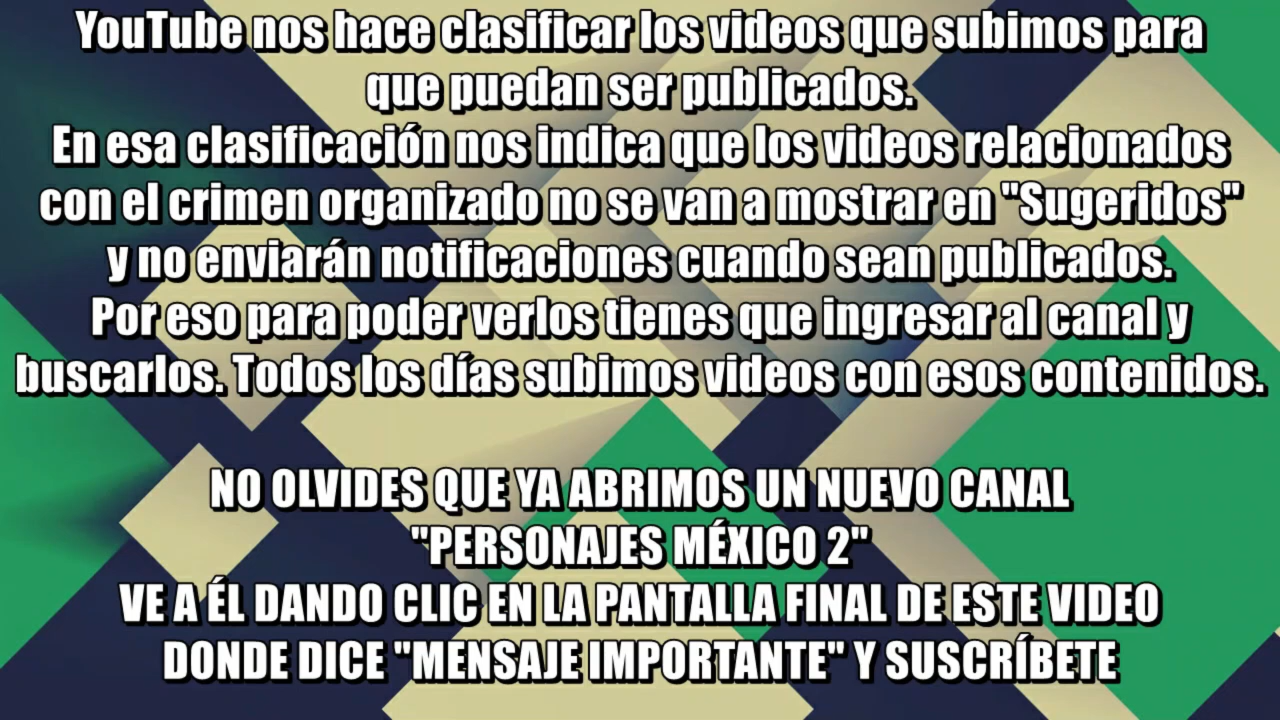 YouTube nos hace clasificar los videos que subimos para
que puedan ser publicados.
En esa clasificación nos indica que los videos relacionados
con el crimen organizado no se van a mostrar en "Sugeridos"
y no enviarán notificaciones cuando sean publicados.
Por eso para poder verlos tienes que ingresar al canal y
buscarlos. Todos los días subimos videos con esos contenidos.
NO OLVIDES QUE YA ABRIMOS UN NUEVO CANAL
"PERSONAJES MÉXICO 2"
VE A ÉL DANDO CLIC EN LA PANTALLA FINAL DE ESTE VIDEO
DONDE DICE "MENSAJE IMPORTANTE" Y SUSCRÍBETE